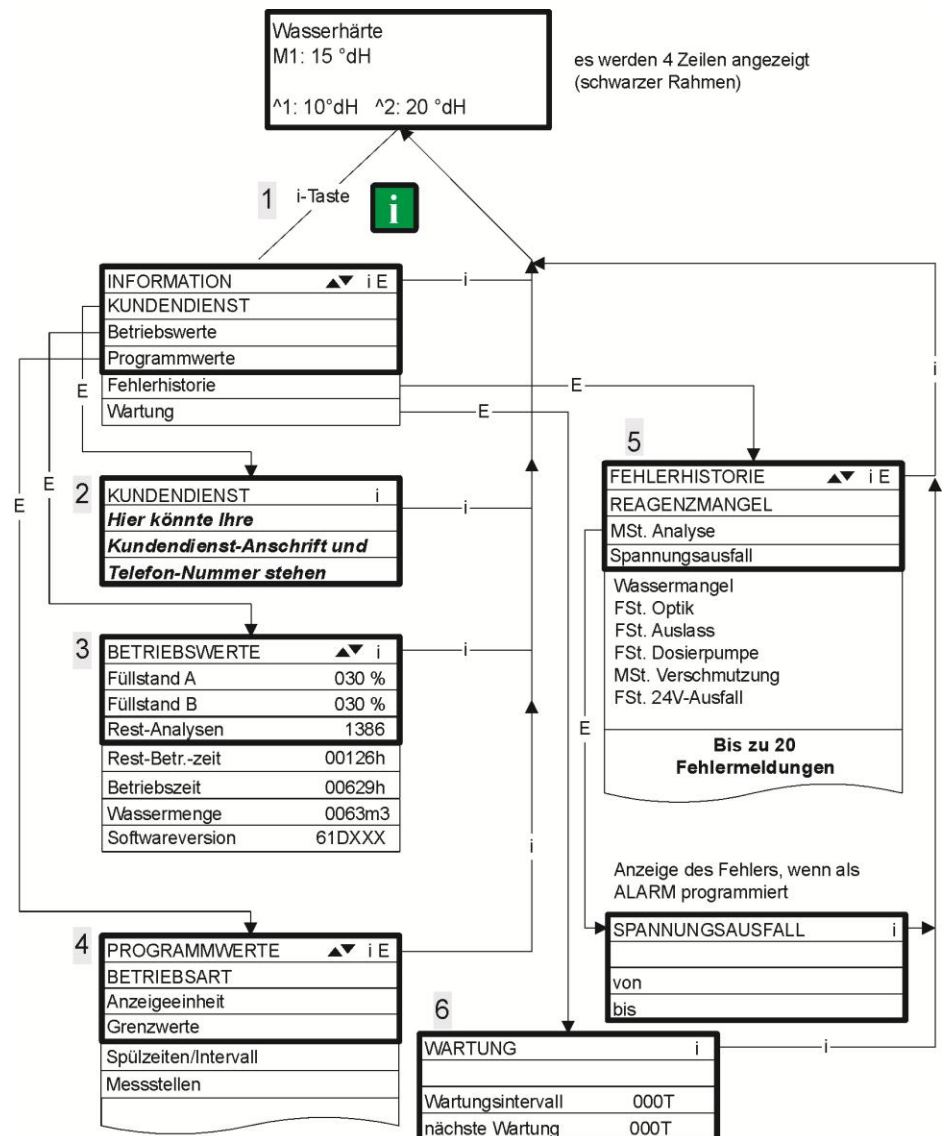 Wasserhärte
M1: 15 °dH
^1: 10°dH ^2: 20 °dH
es werden 4 Zeilen angezeigt
(schwarzer Rahmen)
1 i-Taste
i
INFORMATION ▲▼ i E
KUNDENDIENST
Betriebswerte
Programmwerte
Fehlerhistorie
Wartung
i
E
E
E
E
E
2
KUNDENDIENST i
Hier könnte Ihre
Kundendienst-Anschrift und
Telefon-Nummer stehen
i
3
BETRIEBSWERTE ▲▼ i
Füllstand A 030 %
Füllstand B 030 %
Rest-Analysen 1386
Rest-Betr.-zeit 00126h
Betriebszeit 00629h
Wassermenge 0063m3
Softwareversion 61DXXX
i
i
4
PROGRAMMWERTE ▲▼ i E
BETRIEBSART
Anzeigeeinheit
Grenzwerte
Spülzeiten/Intervall
Messstellen
5
FEHLERHISTORIE ▲▼ i E
REAGENZMANGEL
MSt. Analyse
Spannungsausfall
Wassermangel
FSt. Optik
FSt. Auslass
FSt. Dosierpumpe
MSt. Verschmutzung
FSt. 24V-Ausfall
Bis zu 20
Fehlermeldungen
i
E
Anzeige des Fehlers, wenn als
ALARM programmiert
SPANNUNGSAUSFALL i
von
bis
6
WARTUNG i
Wartungsintervall 000T
nächste Wartung 000T
i